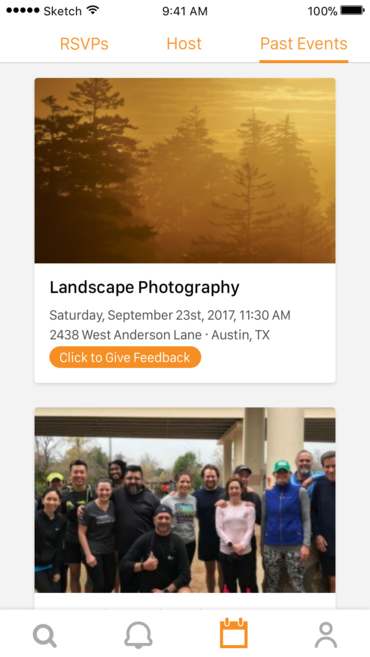 Sketch 9:41 AM 100%
RSVPs Host Past Events
Landscape Photography
Saturday, September 23st, 2017, 11:30 AM
2438 West Anderson Lane · Austin, TX
Click to Give Feedback